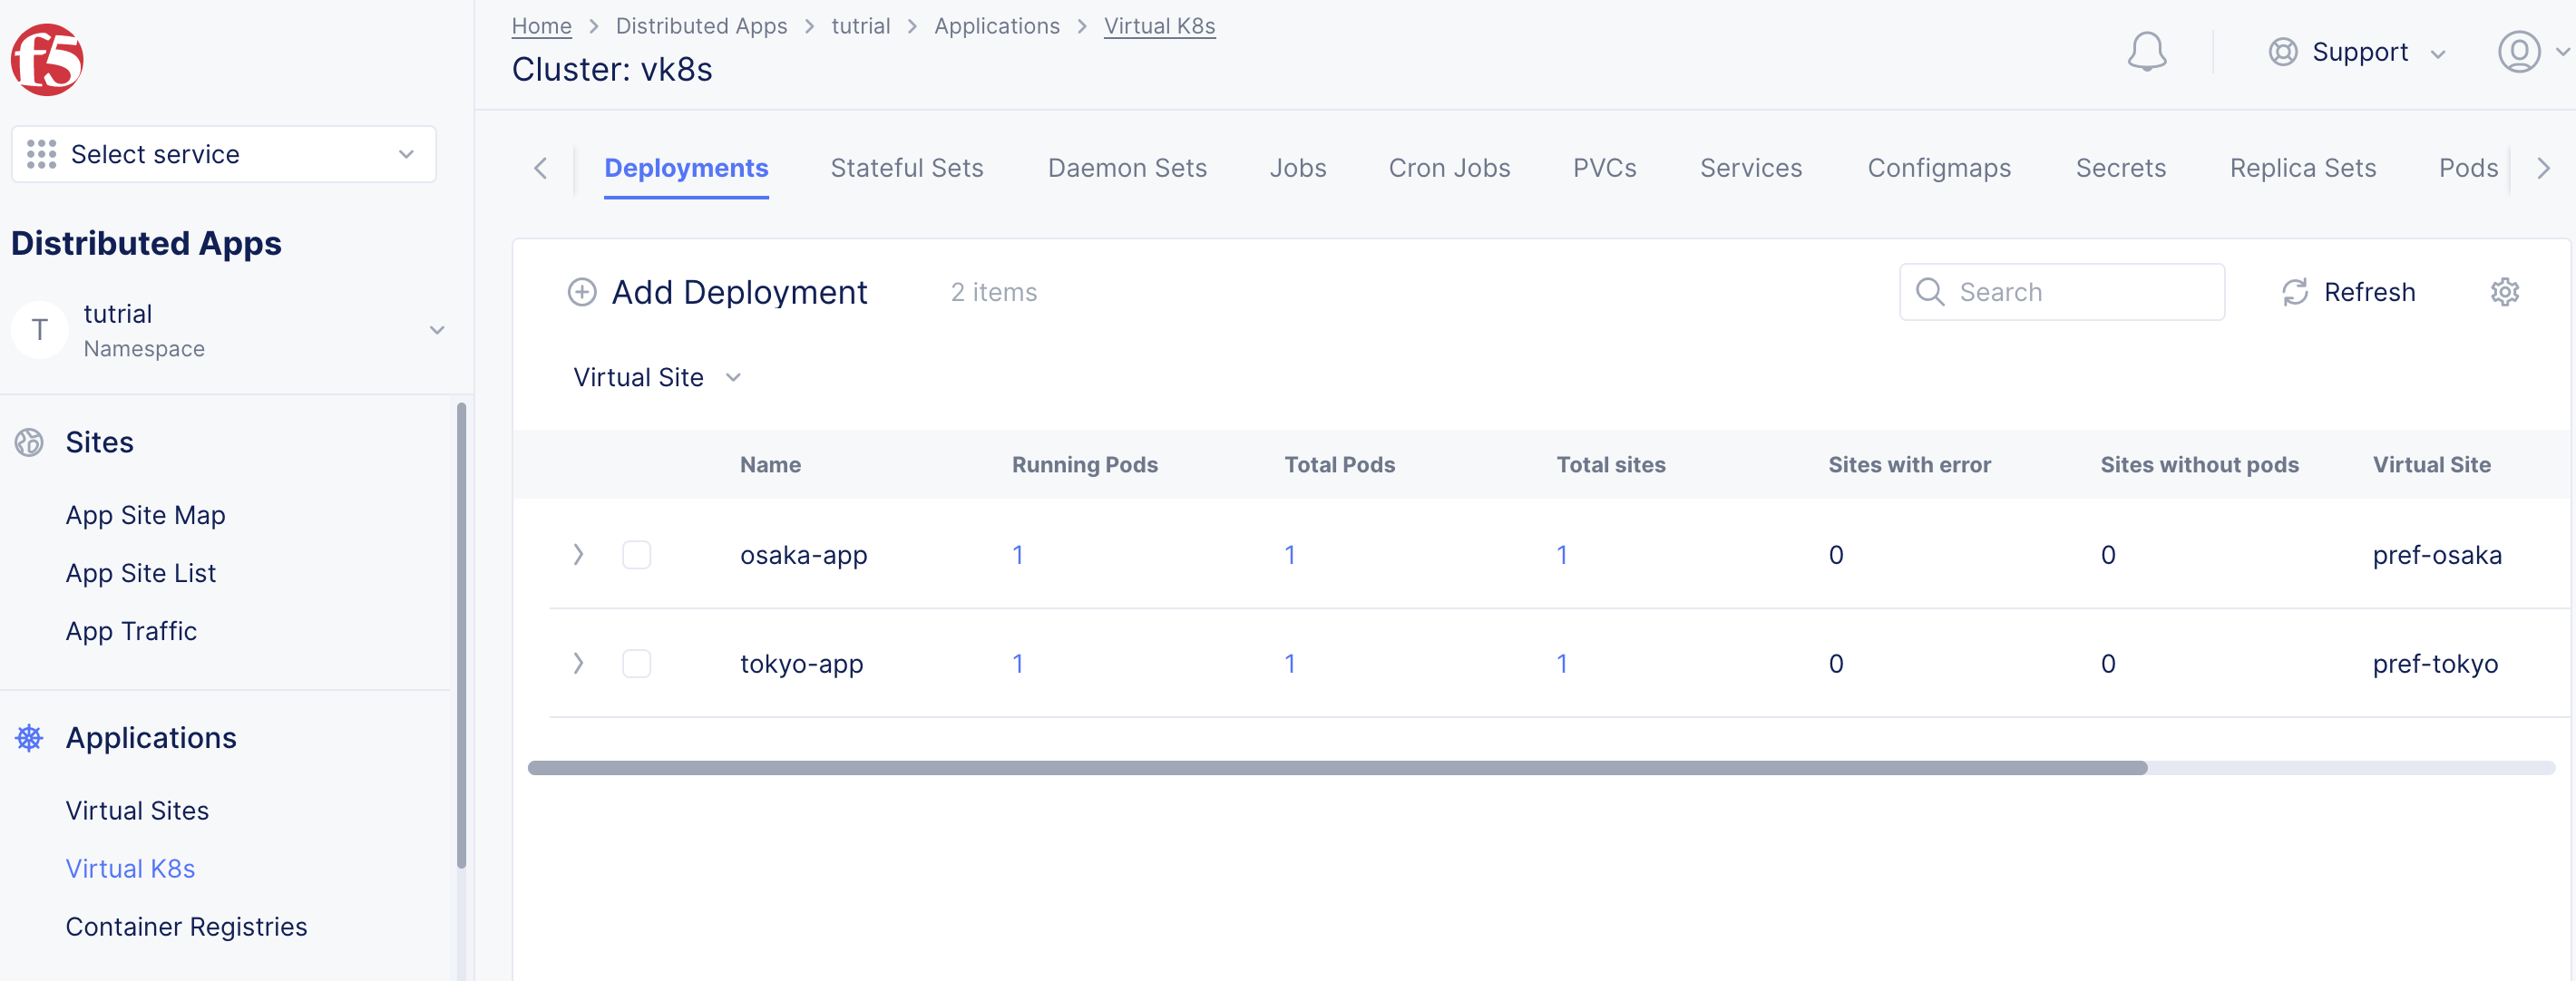 f5
Home > Distributed Apps > tutrial > Applications > Virtual K8s
Cluster: vk8s
Support
Select service
Distributed Apps
T
tutrial
Namespace
Sites
App Site Map
App Site List
App Traffic
Applications
Virtual Sites
Virtual K8s
Container Registries
Deployments Stateful Sets Daemon Sets Jobs Cron Jobs PVCs Services Configmaps Secrets Replica Sets Pods
Add Deployment 2 items Search Refresh
Virtual Site
Name Running Pods Total Pods Total sites Sites with error Sites without pods Virtual Site
osaka-app 1 1 1 0 0 pref-osaka
tokyo-app 1 1 1 0 0 pref-tokyo